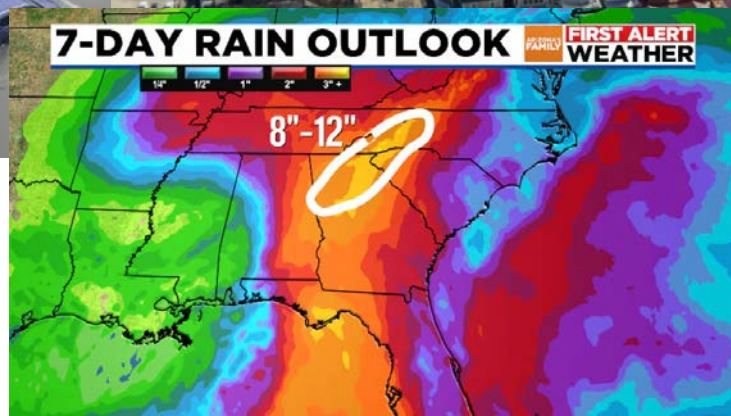 7-DAY RAIN OUTLOOK
ARIZONA'S
FAMILY
FIRST ALERT
WEATHER
1/4" 1/2" 1" 2" 3" +
8"-12"